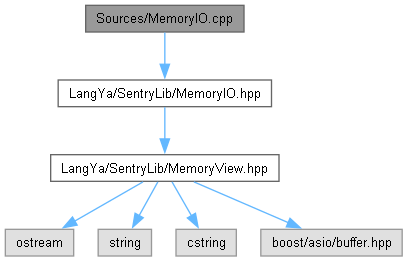 Sources/MemoryIO.cpp
LangYa/SentryLib/MemoryIO.hpp
LangYa/SentryLib/MemoryView.hpp
ostream
string
cstring
boost/asio/buffer.hpp